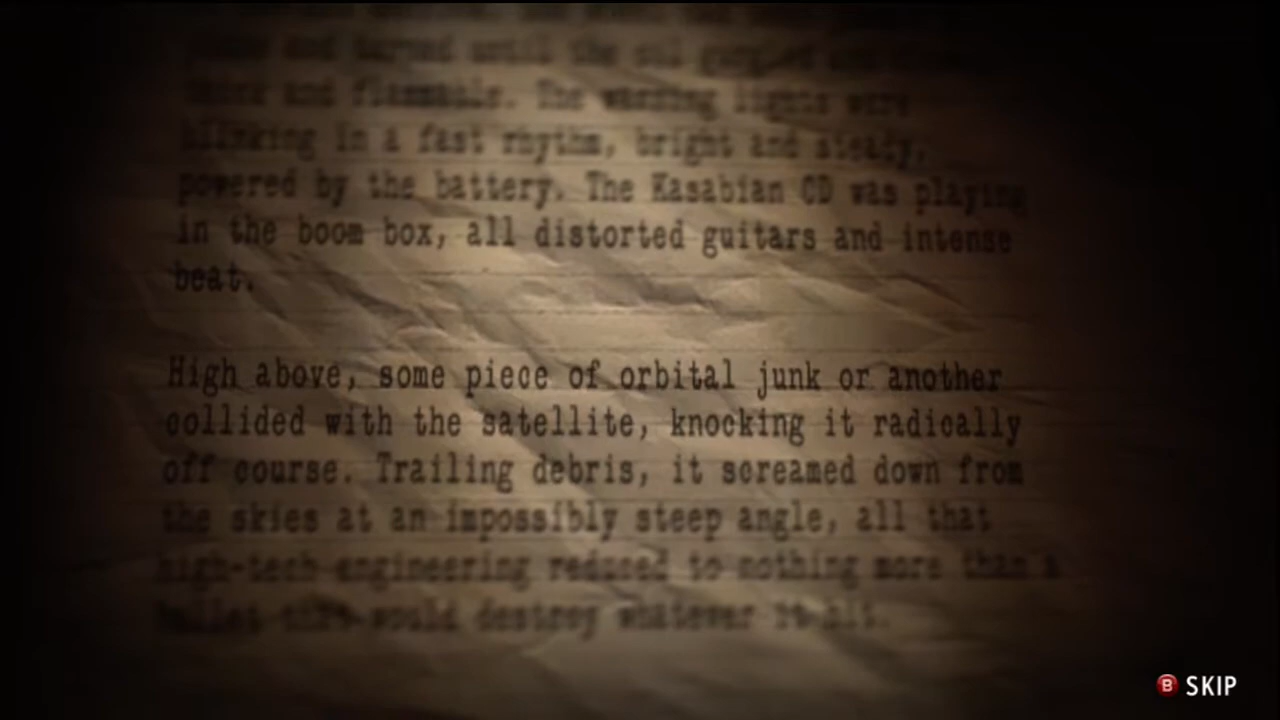 and turned until the oil gurgled and
and flammable. The warning lights were
blinking in a fast rhythm, bright and steady,
powered by the battery. The Kasabian CD was playing
in the boom box, all distorted guitars and intense
beat.
High above, some piece of orbital junk or another
collided with the satellite, knocking it radically
off course. Trailing debris, it screamed down from
the skies at an impossibly steep angle, all that
high-tech engineering reduced to nothing more than a
bullet that would destroy whatever it hit.
B SKIP